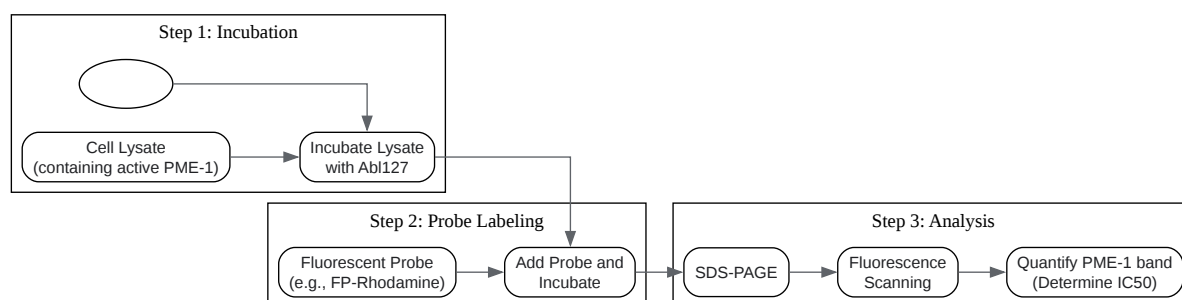 Step 1: Incubation
Cell Lysate
(containing active PME-1)
Incubate Lysate
with Abl127
Step 2: Probe Labeling
Fluorescent Probe
(e.g., FP-Rhodamine)
Add Probe and
Incubate
Step 3: Analysis
SDS-PAGE
Fluorescence
Scanning
Quantify PME-1 band
(Determine IC50)